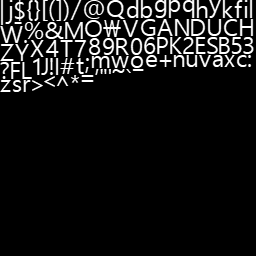 |j${}[(])/@Qdbgpqhykfil
W.%&MO₩VGANDUCH
ZYX4T789R06PK2ESB53
?FL1J!I#t;mwoe+nuvaxc:
zsr><^*="'~`–